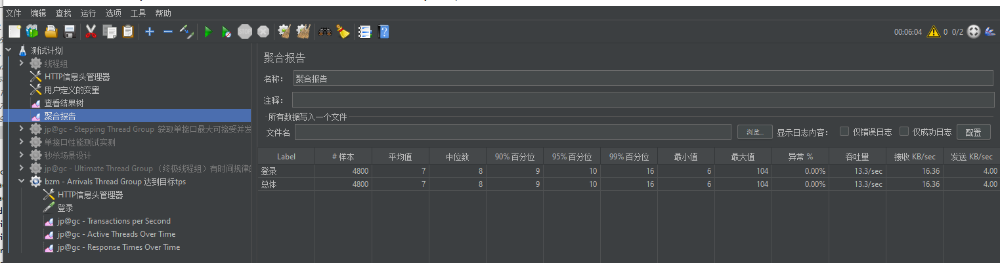 文件 编辑 查找 运行 选项 工具 帮助
STOP
00:06:04 0 0/2
测试计划
线程组
HTTP信息头管理器
用户定义的变量
查看结果树
聚合报告
jp@gc - Stepping Thread Group 获取单接口最大可接受并发
单接口性能测试实测
秒杀场景设计
jp@gc - Ultimate Thread Group（终极线程组）有时间规律的
bzm - Arrivals Thread Group 达到目标tps
HTTP信息头管理器
登录
jp@gc - Transactions per Second
jp@gc - Active Threads Over Time
jp@gc - Response Times Over Time
聚合报告
名称： 聚合报告
注释：
所有数据写入一个文件
文件名 浏览... 显示日志内容： 仅错误日志 仅成功日志 配置
Label # 样本 平均值 中位数 90% 百分位 95% 百分位 99% 百分位 最小值 最大值 异常 % 吞吐量 接收 KB/sec 发送 KB/sec
登录 4800 7 8 9 10 16 6 104 0.00% 13.3/sec 16.36 4.00
总体 4800 7 8 9 10 16 6 104 0.00% 13.3/sec 16.36 4.00